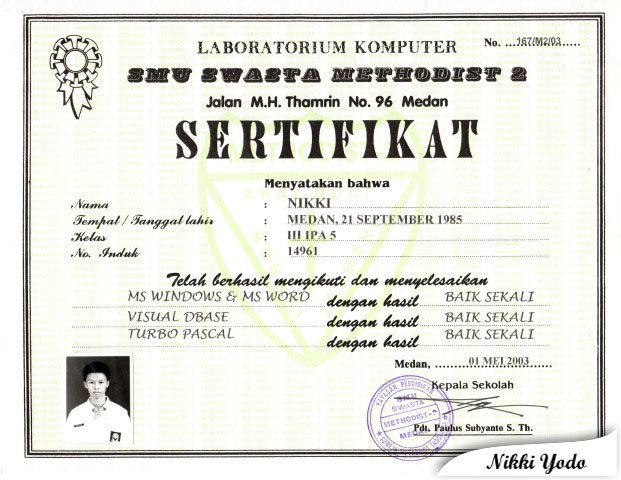 LABORATORIUM KOMPUTER
No. ...167/M2/03.....
SMU SWASTA METHODIST 2
Jalan M.H. Thamrin No. 96 Medan
SERTIFIKAT
Menyatakan bahwa
Nama : NIKKI
Tempat / Tanggal lahir : MEDAN, 21 SEPTEMBER 1985
Kelas : III IPA 5
No. Induk : 14961
Telah berhasil mengikuti dan menyelesaikan
MS WINDOWS & MS WORD dengan hasil BAIK SEKALI
VISUAL DBASE dengan hasil BAIK SEKALI
TURBO PASCAL dengan hasil BAIK SEKALI
Medan, 01 MEI 2003
Kepala Sekolah
YAYASAN PENDIDIKAN
SMU
SWASTA
METHODIST-2
MEDAN
Pdt. Paulus Subyanto S. Th.
Nikki Yodo